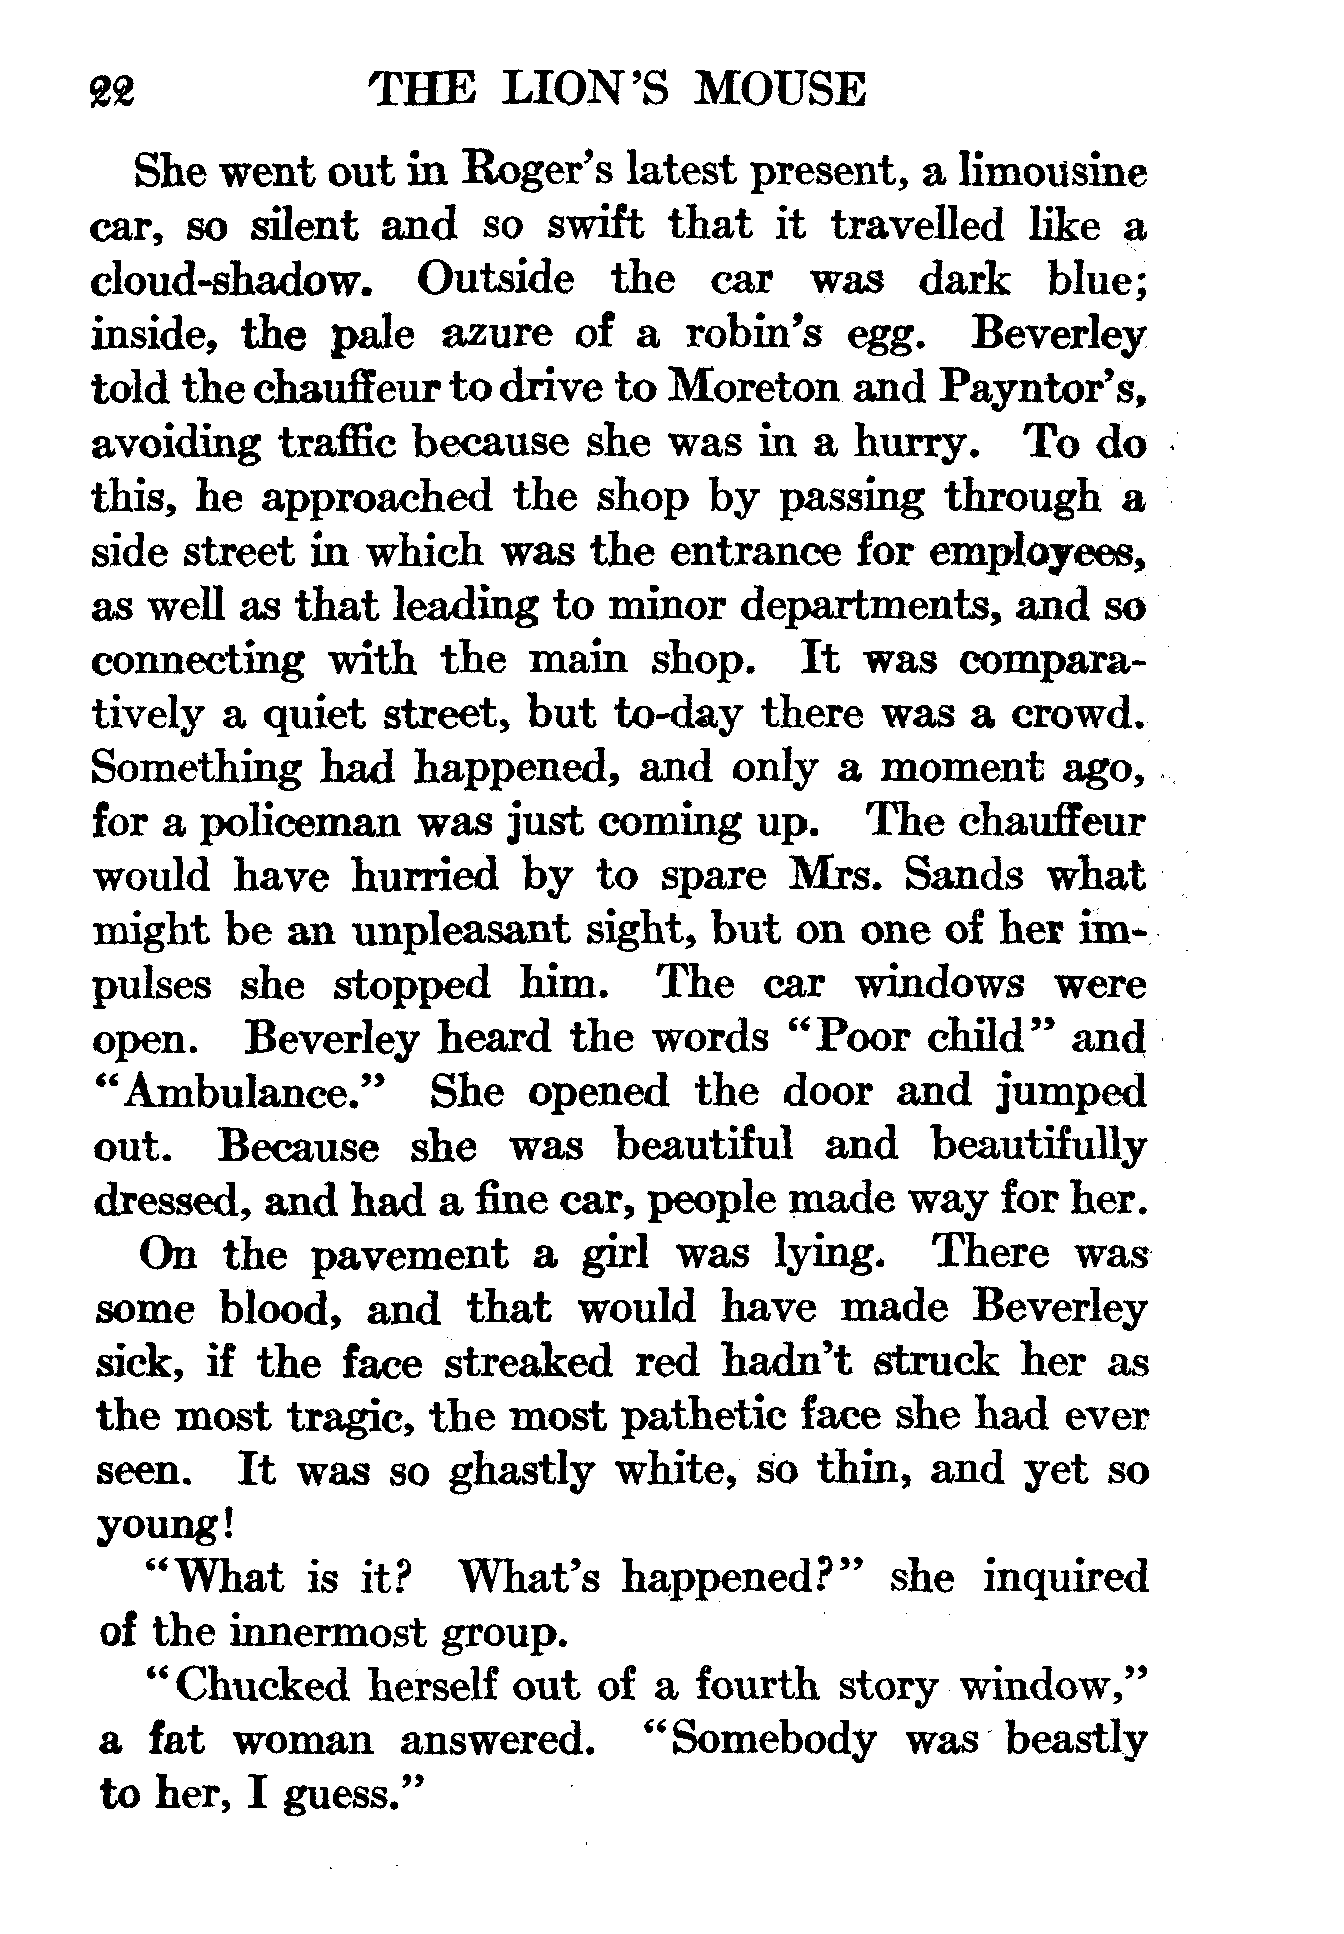 22 THE LION'S MOUSE
She went out in Roger's latest present, a limousine
car, so silent and so swift that it travelled like a
cloud-shadow. Outside the car was dark blue;
inside, the pale azure of a robin's egg. Beverley
told the chauffeur to drive to Moreton and Payntor's,
avoiding traffic because she was in a hurry. To do
this, he approached the shop by passing through a
side street in which was the entrance for employees,
as well as that leading to minor departments, and so
connecting with the main shop. It was compara-
tively a quiet street, but to-day there was a crowd.
Something had happened, and only a moment ago,
for a policeman was just coming up. The chauffeur
would have hurried by to spare Mrs. Sands what
might be an unpleasant sight, but on one of her im-
pulses she stopped him. The car windows were
open. Beverley heard the words "Poor child" and
"Ambulance." She opened the door and jumped
out. Because she was beautiful and beautifully
dressed, and had a fine car, people made way for her.
On the pavement a girl was lying. There was
some blood, and that would have made Beverley
sick, if the face streaked red hadn't struck her as
the most tragic, the most pathetic face she had ever
seen. It was so ghastly white, so thin, and yet so
young!
"What is it? What's happened?" she inquired
of the innermost group.
"Chucked herself out of a fourth story window,"
a fat woman answered. "Somebody was beastly
to her, I guess."